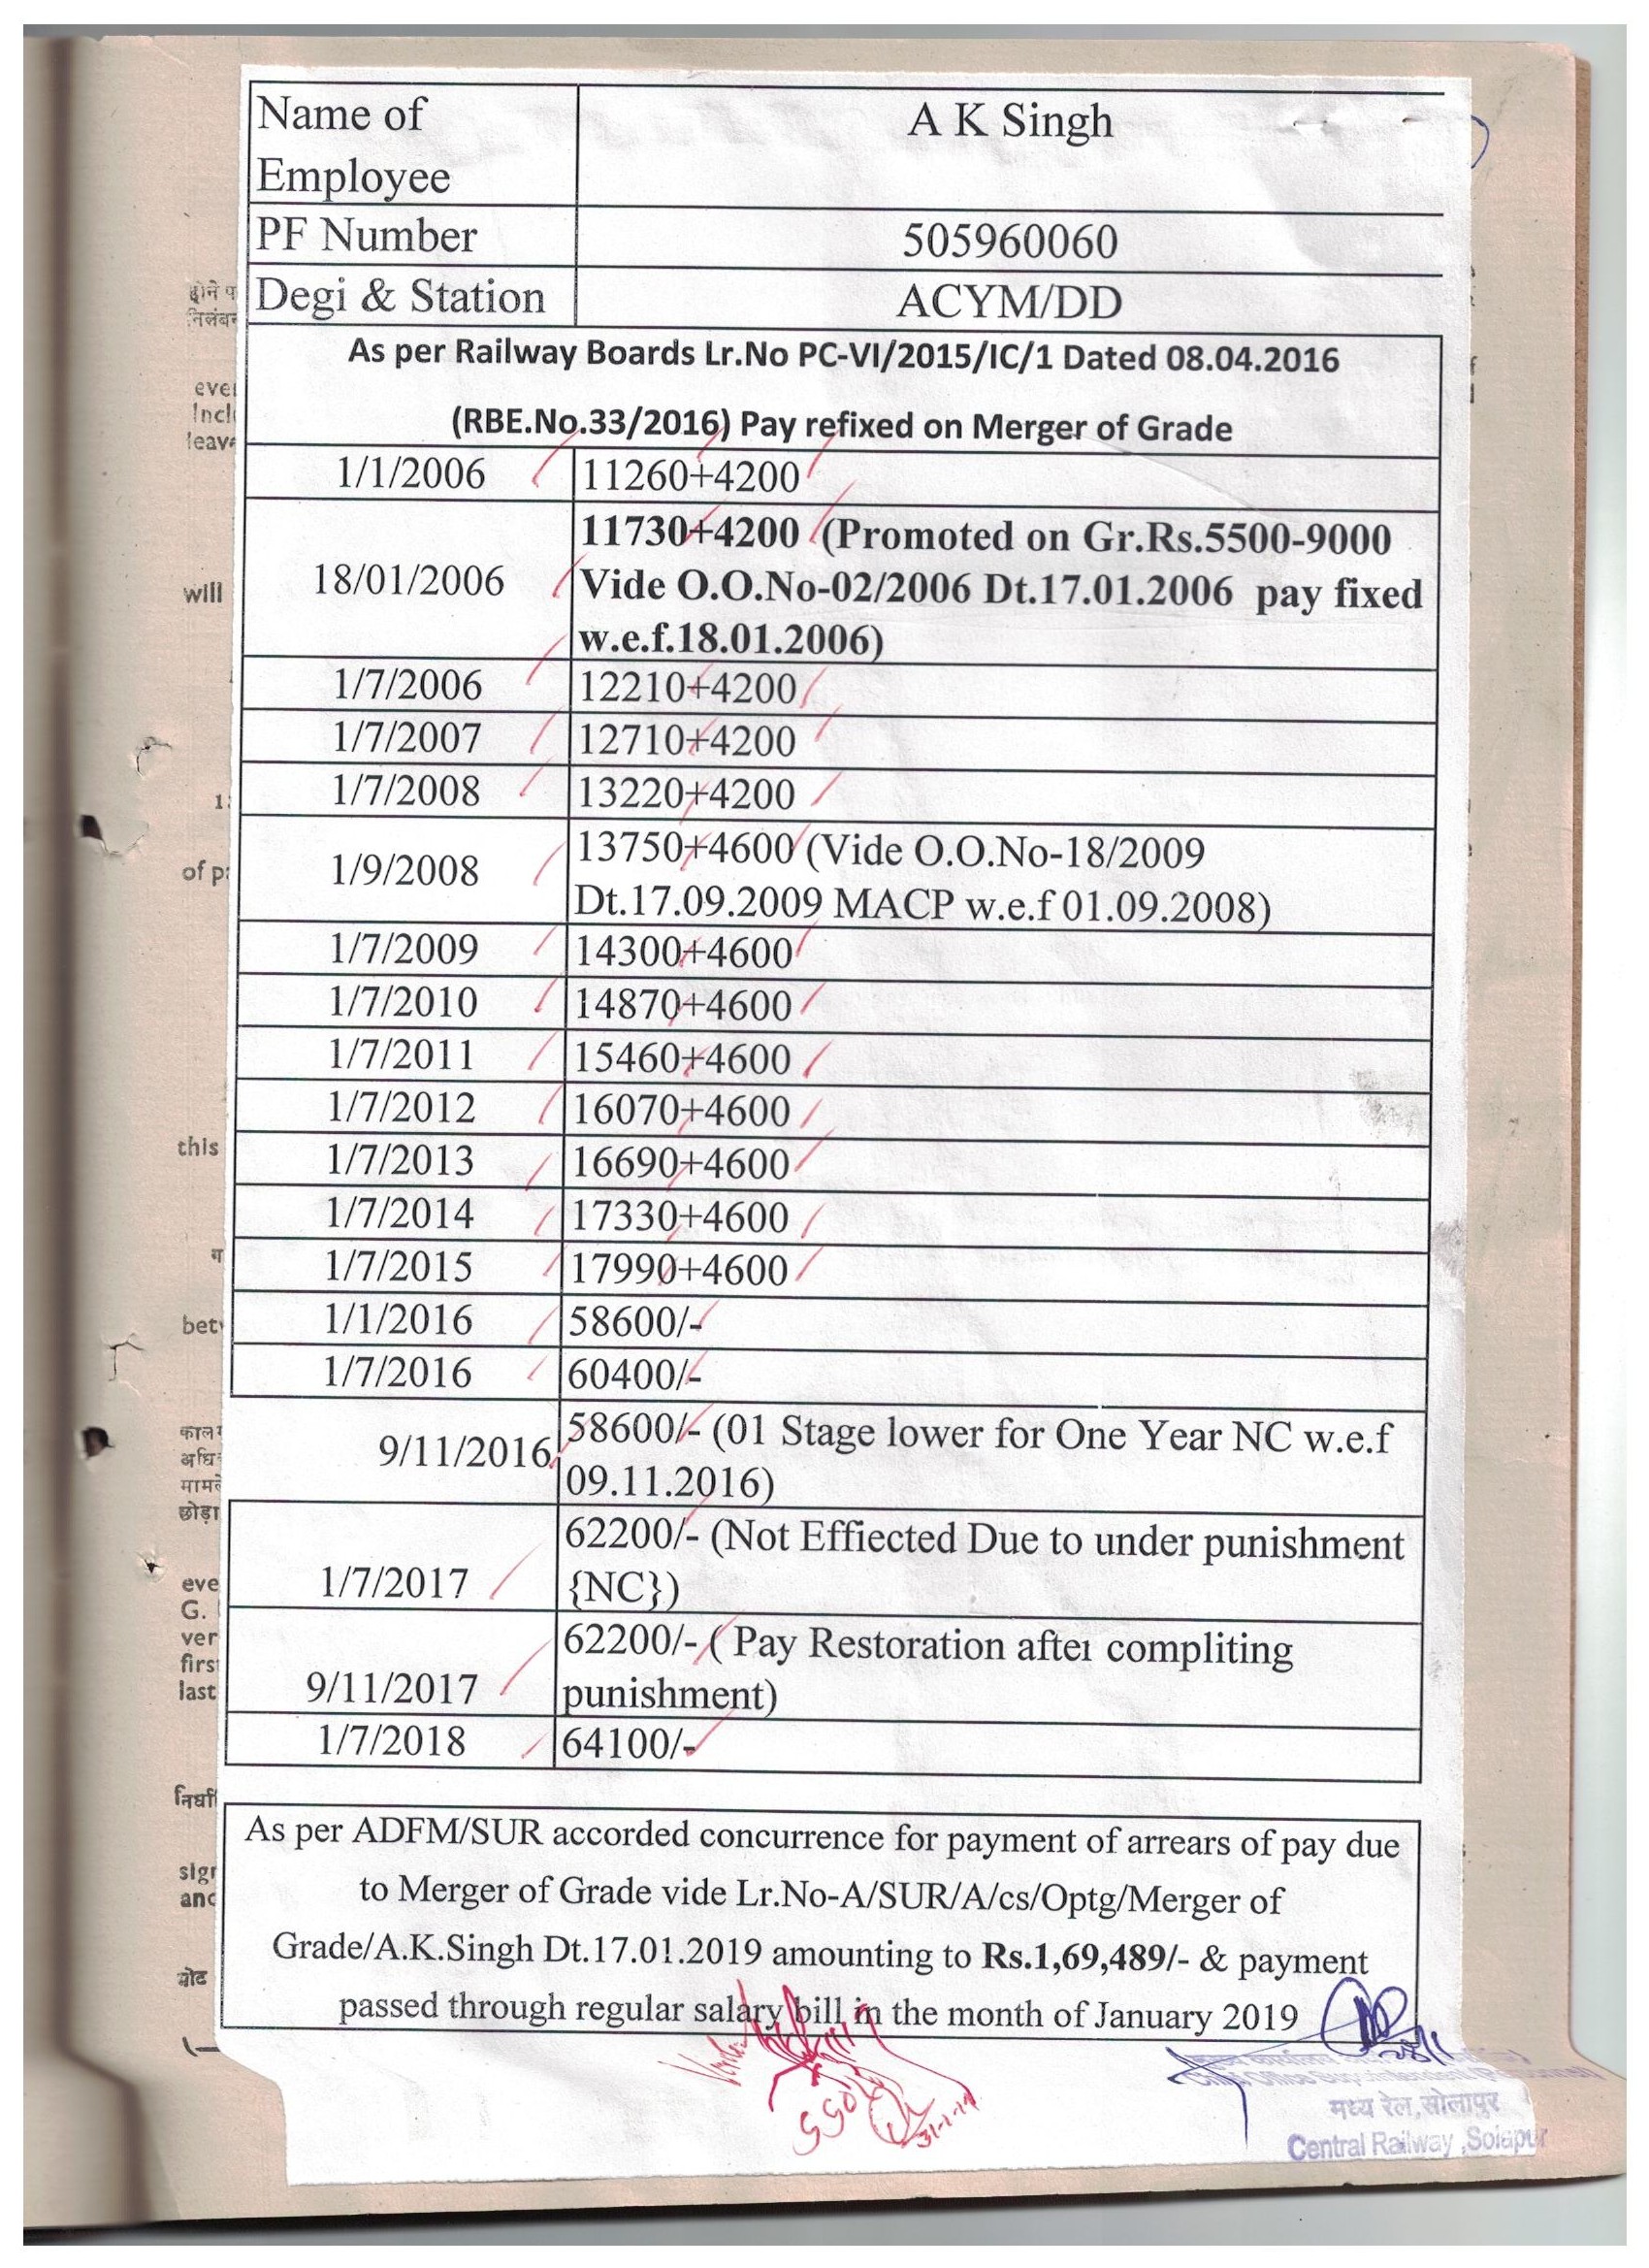 Name of
Employee
A K Singh
PF Number
505960060
Degi & Station
ACYM/DD
As per Railway Boards Lr.No PC-VI/2015/IC/1 Dated 08.04.2016
(RBE.No.33/2016) Pay refixed on Merger of Grade
1/1/2006 11260+4200
18/01/2006
11730+4200 (Promoted on Gr.Rs.5500-9000
Vide O.O.No-02/2006 Dt.17.01.2006 pay fixed
w.e.f.18.01.2006)
1/7/2006 12210+4200
1/7/2007 12710+4200
1/7/2008 13220+4200
1/9/2008
13750+4600 (Vide O.O.No-18/2009
Dt.17.09.2009 MACP w.e.f 01.09.2008)
1/7/2009 14300+4600
1/7/2010 14870+4600
1/7/2011 15460+4600
1/7/2012 16070+4600
1/7/2013 16690+4600
1/7/2014 17330+4600
1/7/2015 17990+4600
1/1/2016 58600/-
1/7/2016 60400/-
9/11/2016
58600/- (01 Stage lower for One Year NC w.e.f
09.11.2016)
1/7/2017
62200/- (Not Effiected Due to under punishment
{NC})
9/11/2017
62200/- ( Pay Restoration after compliting
punishment)
1/7/2018 64100/-
As per ADFM/SUR accorded concurrence for payment of arrears of pay due
to Merger of Grade vide Lr.No-A/SUR/A/cs/Optg/Merger of
Grade/A.K.Singh Dt.17.01.2019 amounting to Rs.1,69,489/- & payment
passed through regular salary bill in the month of January 2019
SSO
मध्य रेल,सोलापुर
Central Railway ,Solapur
होने
will
of
this
काल
छोड़ा
G.
last
नोट